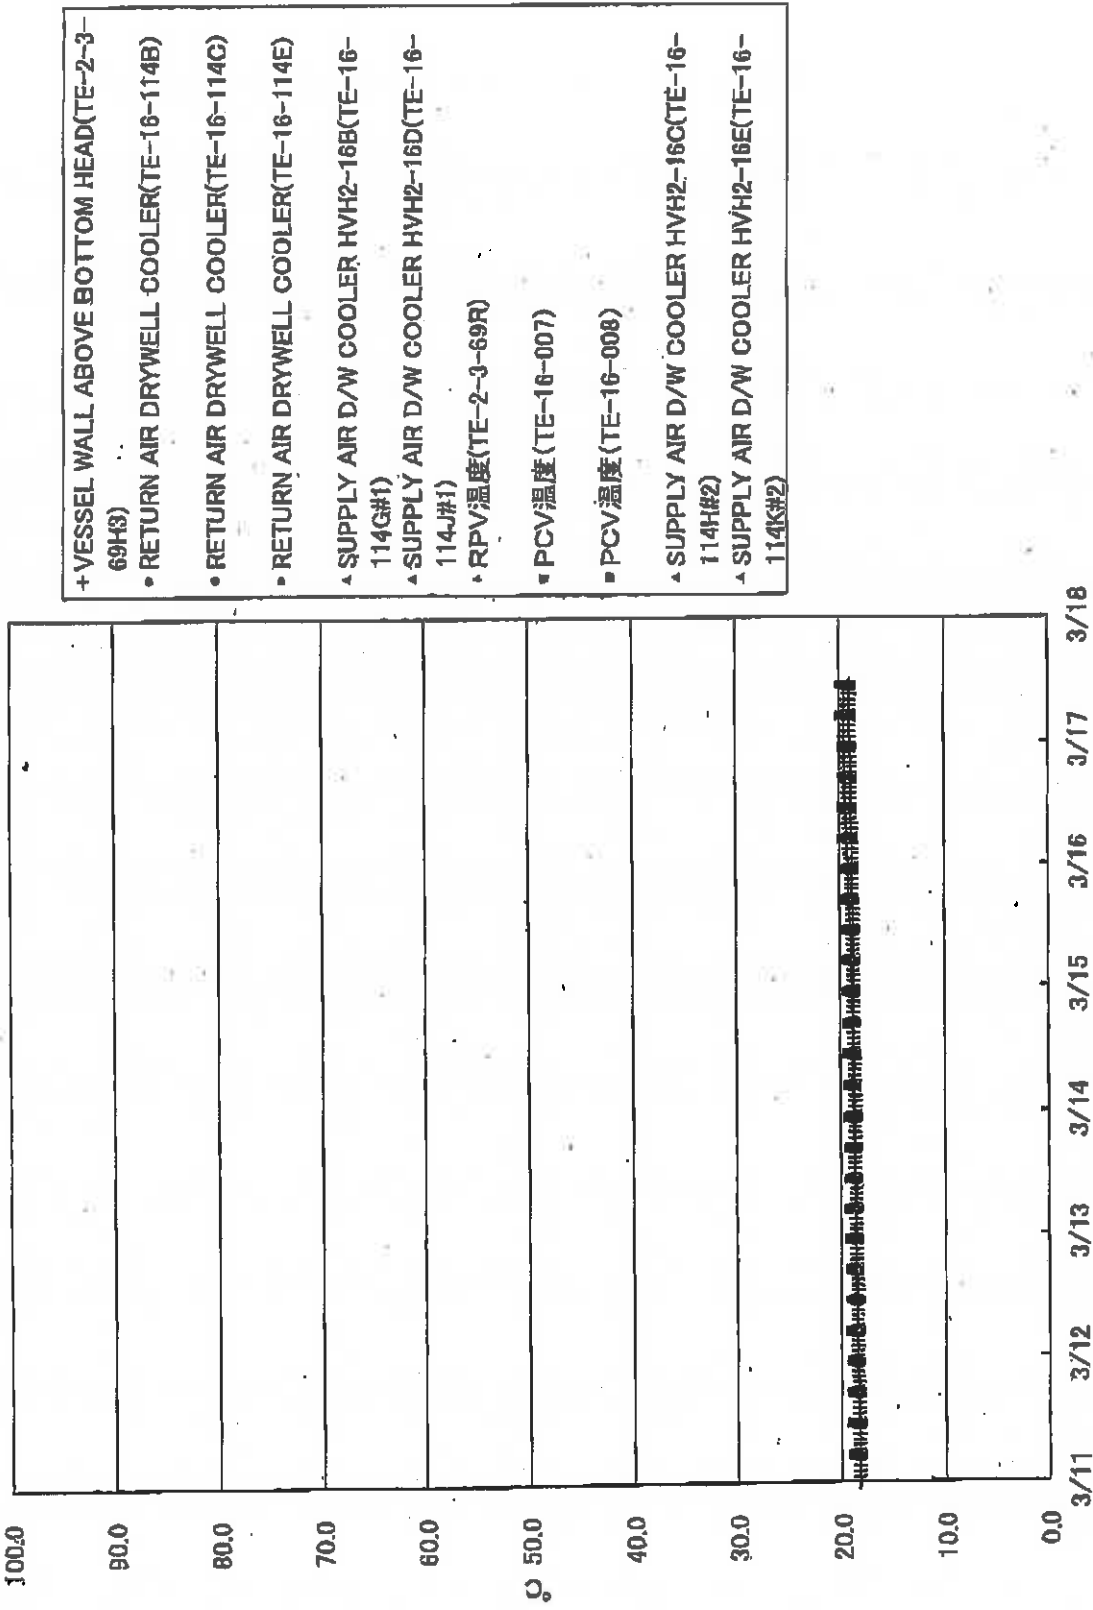 100.0
90.0
80.0
70.0
60.0
℃ 50.0
40.0
30.0
20.0
10.0
0.0
3/11
3/12
3/13
3/14
3/15
3/16
3/17
3/18
+ VESSEL WALL ABOVE BOTTOM HEAD(TE-2-3-
69H3)
• RETURN AIR DRYWELL COOLER(TE-16-114B)
• RETURN AIR DRYWELL COOLER(TE-16-114C)
• RETURN AIR DRYWELL COOLER(TE-16-114E)
▲ SUPPLY AIR D/W COOLER HVH2-16B(TE-16-
114G#1)
▲ SUPPLY AIR D/W COOLER HVH2-16D(TE-16-
114J#1)
▲ RPV温度(TE-2-3-69R)
■ PCV温度(TE-16-007)
■ PCV温度(TE-16-008)
▲ SUPPLY AIR D/W COOLER HVH2-16C(TE-16-
114H#2)
▲ SUPPLY AIR D/W COOLER HVH2-16E(TE-16-
114K#2)